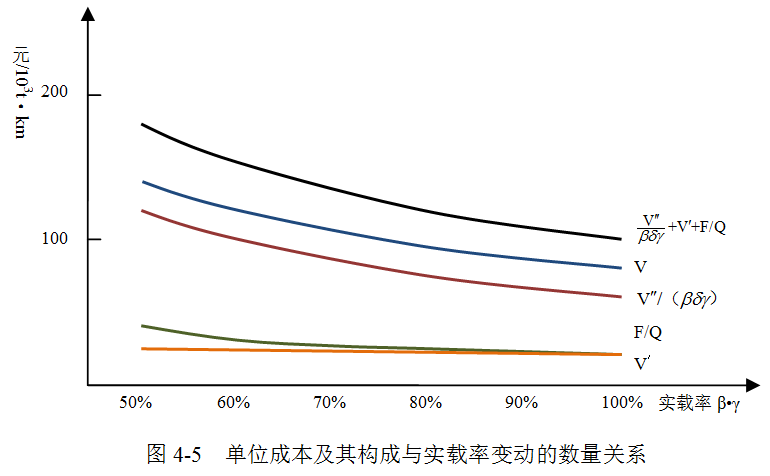 元/10³t·km
200
100
V″/βδγ+V′+F/Q
V
V″/（βδγ）
F/Q
V′
50% 60% 70% 80% 90% 100% 实载率 β•γ
图 4-5 单位成本及其构成与实载率变动的数量关系